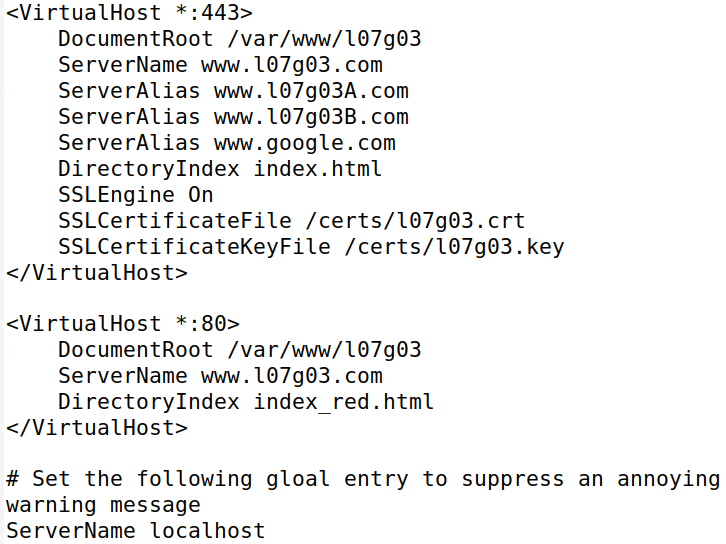 <VirtualHost *:443>
    DocumentRoot /var/www/l07g03
    ServerName www.l07g03.com
    ServerAlias www.l07g03A.com
    ServerAlias www.l07g03B.com
    ServerAlias www.google.com
    DirectoryIndex index.html
    SSLEngine On
    SSLCertificateFile /certs/l07g03.crt
    SSLCertificateKeyFile /certs/l07g03.key
</VirtualHost>

<VirtualHost *:80>
    DocumentRoot /var/www/l07g03
    ServerName www.l07g03.com
    DirectoryIndex index_red.html
</VirtualHost>

# Set the following gloal entry to suppress an annoying
warning message
ServerName localhost